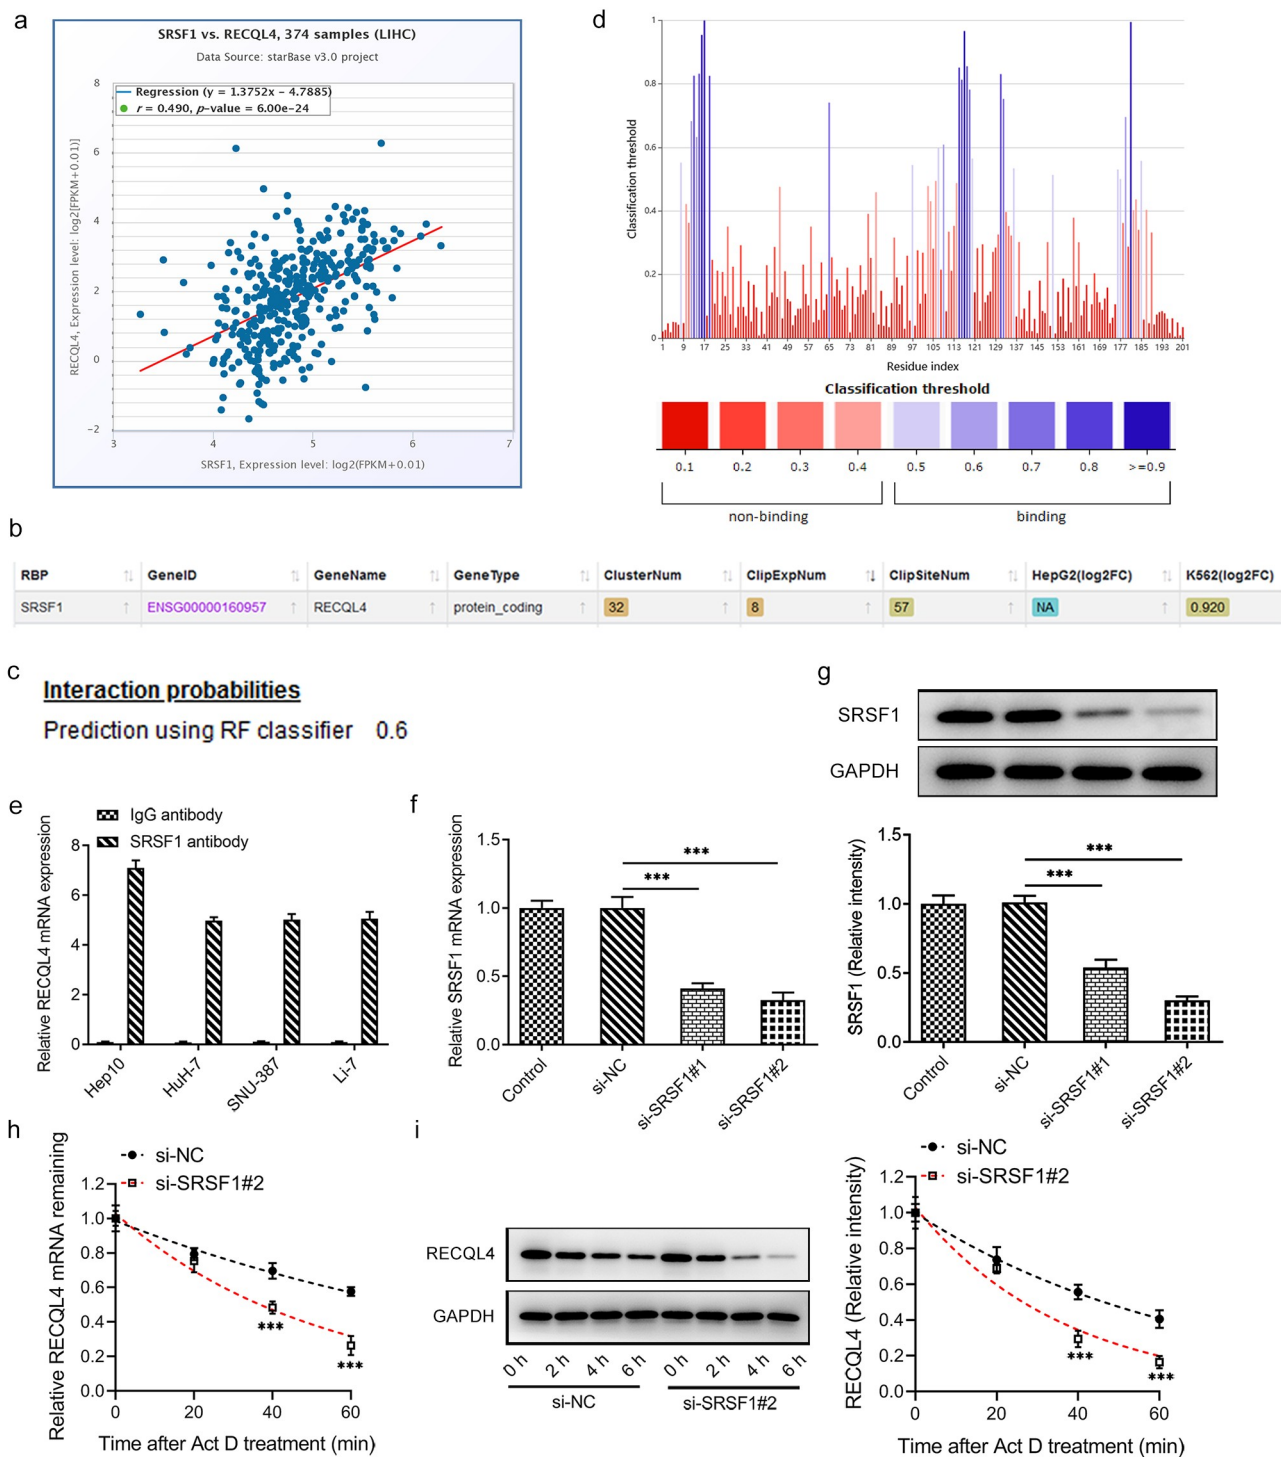 a
SRSF1 vs. RECQL4, 374 samples (LIHC)
Data Source: starBase v3.0 project
Regression (y = 1.3752x − 4.7885)
r = 0.490, p-value = 6.00e-24
RECQL4, Expression level: log2[FPKM+0.01)]
8
6
4
2
0
−2
3 4 5 6 7
SRSF1, Expression level: log2(FPKM+0.01)
d
Classification threshold
1
0.8
0.6
0.4
0.2
0
1 9 17 25 33 41 49 57 65 73 81 89 97 105 113 121 129 137 145 153 161 169 177 185 193 201
Residue index
Classification threshold
0.1 0.2 0.3 0.4 0.5 0.6 0.7 0.8 >=0.9
non-binding binding
b
RBP GeneID GeneName GeneType ClusterNum ClipExpNum ClipSiteNum HepG2(log2FC) K562(log2FC)
SRSF1 ENSG00000160957 RECQL4 protein_coding 32 8 57 NA 0.920
c
Interaction probabilities
Prediction using RF classifier 0.6
g
SRSF1
GAPDH
SRSF1 (Relative intensity)
1.5
1.0
0.5
0.0
***
***
Control si-NC si-SRSF1#1 si-SRSF1#2
e
IgG antibody
SRSF1 antibody
Relative RECQL4 mRNA expression
8
6
4
2
0
Hep10 HuH-7 SNU-387 Li-7
f
Relative SRSF1 mRNA expression
1.5
1.0
0.5
0.0
***
***
Control si-NC si-SRSF1#1 si-SRSF1#2
h
si-NC
si-SRSF1#2
Relative RECQL4 mRNA remaining
1.2
1.0
0.8
0.6
0.4
0.2
0.0
***
***
0 20 40 60
Time after Act D treatment (min)
i
RECQL4
GAPDH
0 h 2 h 4 h 6 h 0 h 2 h 4 h 6 h
si-NC si-SRSF1#2
si-NC
si-SRSF1#2
RECQL4 (Relative intensity)
1.2
1.0
0.8
0.6
0.4
0.2
0.0
***
***
0 20 40 60
Time after Act D treatment (min)